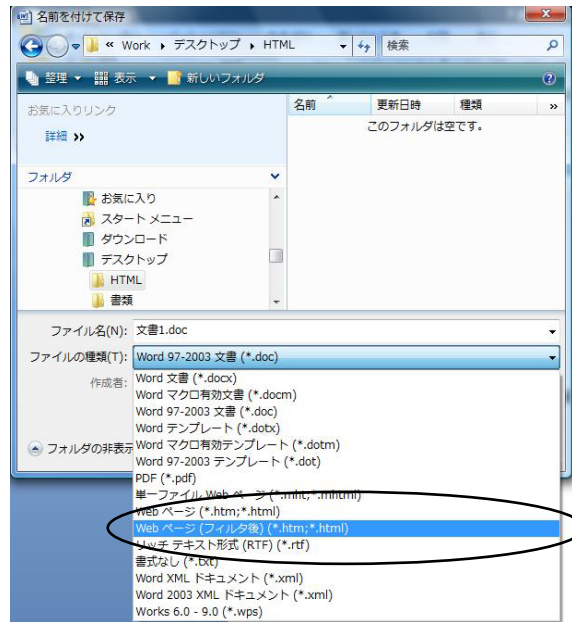 名前を付けて保存
« Work ▸ デスクトップ ▸ HTML
検索
整理 表示 新しいフォルダ
お気に入りリンク
詳細 »
名前 更新日時 種類 »
このフォルダは空です。
フォルダ
お気に入り
スタート メニュー
ダウンロード
デスクトップ
HTML
書類
ファイル名(N): 文書1.doc
ファイルの種類(T): Word 97-2003 文書 (*.doc)
作成者:
フォルダの非表示
Word 文書 (*.docx)
Word マクロ有効文書 (*.docm)
Word 97-2003 文書 (*.doc)
Word テンプレート (*.dotx)
Word マクロ有効テンプレート (*.dotm)
Word 97-2003 テンプレート (*.dot)
PDF (*.pdf)
単一ファイル Web ページ (*.mht;*.mhtml)
Web ページ (*.htm;*.html)
Web ページ (フィルタ後) (*.htm;*.html)
リッチ テキスト形式 (RTF) (*.rtf)
書式なし (*.txt)
Word XML ドキュメント (*.xml)
Word 2003 XML ドキュメント (*.xml)
Works 6.0 - 9.0 (*.wps)